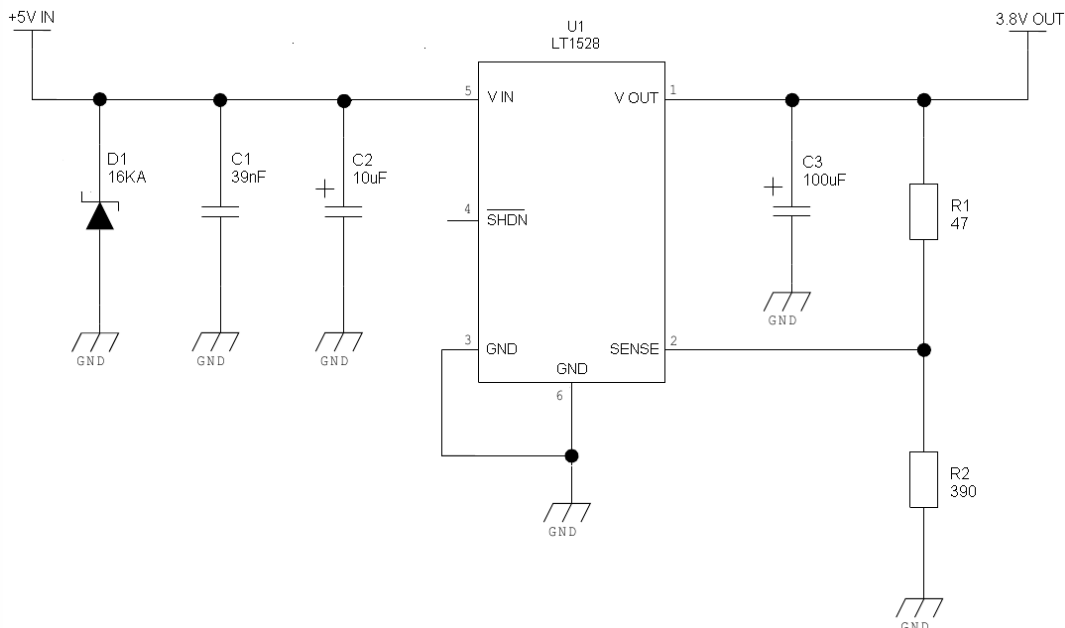 +5V IN
3.8V OUT
U1
LT1528
5
V IN
V OUT
1
D1
16KA
C1
39nF
C2
10uF
+
C3
100uF
+
4
SHDN
R1
47
GND
GND
GND
GND
3
GND
SENSE
2
GND
6
R2
390
GND
GND